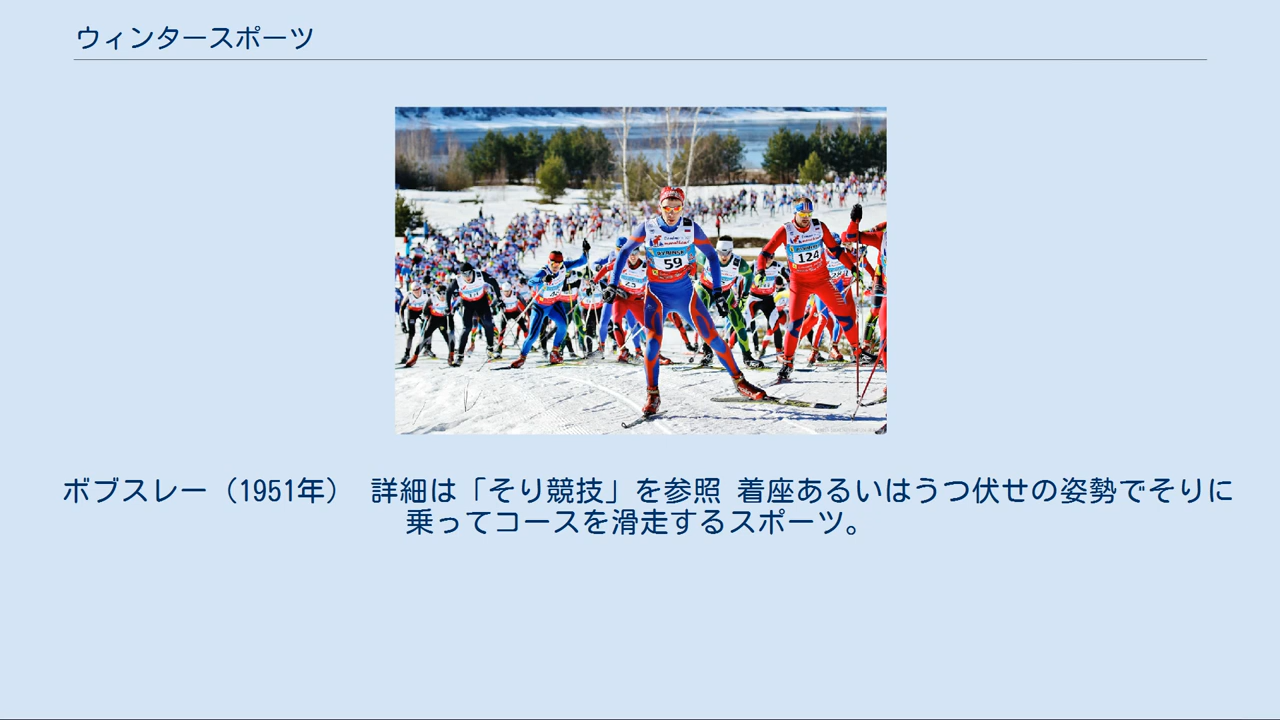 ウィンタースポーツ
59
124
ボブスレー（1951年） 詳細は「そり競技」を参照 着座あるいはうつ伏せの姿勢でそりに
乗ってコースを滑走するスポーツ。